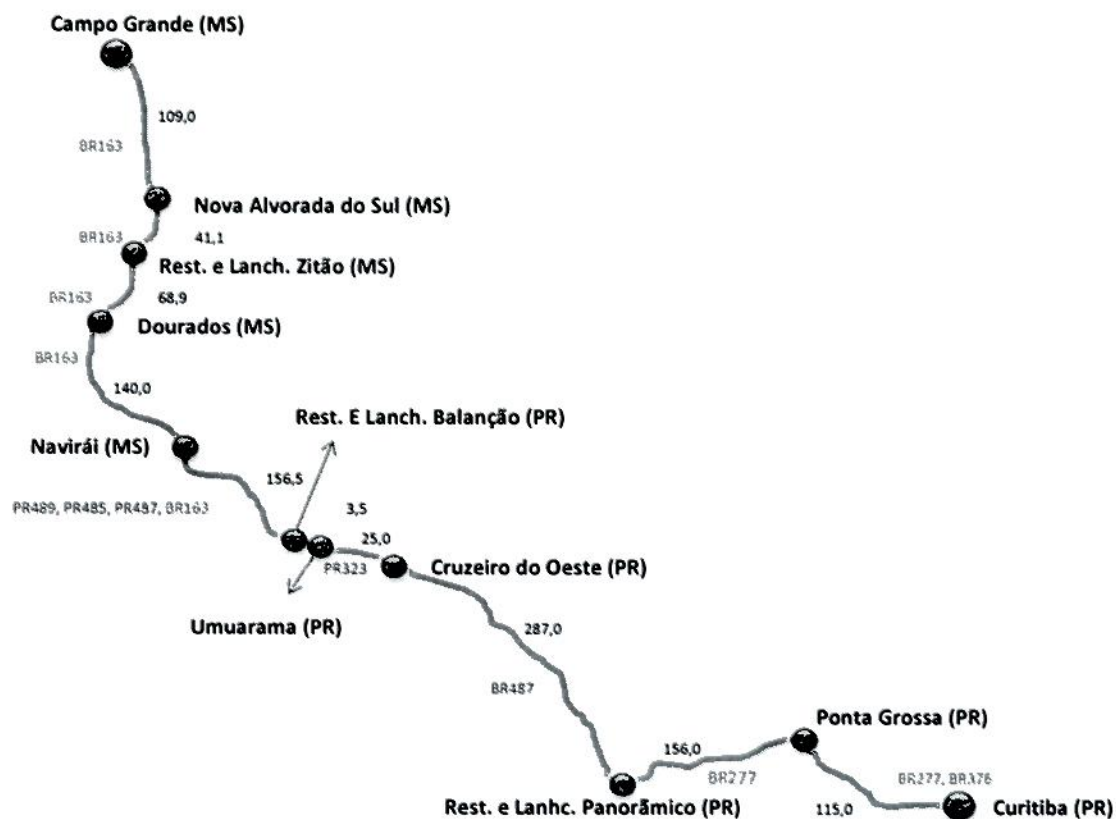 Campo Grande (MS)
109,0
BR163
Nova Alvorada do Sul (MS)
BR163
41,1
Rest. e Lanch. Zitão (MS)
BR163
68,9
Dourados (MS)
BR163
140,0
Rest. E Lanch. Balanção (PR)
Navirái (MS)
156,5
PR489, PR485, PR487, BR163
3,5
25,0
PR323
Cruzeiro do Oeste (PR)
Umuarama (PR)
287,0
BR487
Ponta Grossa (PR)
156,0
BR277
BR277, BR376
Rest. e Lanhc. Panorâmico (PR)
115,0
Curitiba (PR)